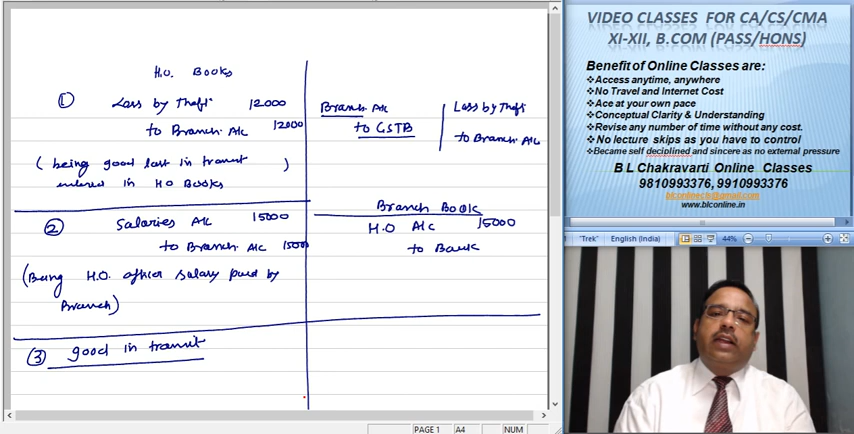 H.O. Books
① Loss by Theft 12000
to Branch A/c 12000
(being good lost in transit )
entered in H O Books
Branch A/c
to GSTB
Loss by Theft
to Branch A/c
② Salaries A/c 15000
to Branch A/c 15000
(Being H.O. officer salary paid by
Branch)
Branch Book
H.O A/c 15000
to Bank
③ good in transit
PAGE 1 A4 NUM
VIDEO CLASSES FOR CA/CS/CMA
XI-XII, B.COM (PASS/HONS)
Benefit of Online Classes are:
❖Access anytime, anywhere
❖No Travel and Internet Cost
❖Ace at your own pace
❖Conceptual Clarity & Understanding
❖Revise any number of time without any cost.
❖No lecture skips as you have to control
❖Became self deciplined and sincere as no external pressure
B L Chakravarti Online Classes
9810993376, 9910993376
blconlinectc@gmail.com
www.blconline.in
"Trek" English (India) 44%